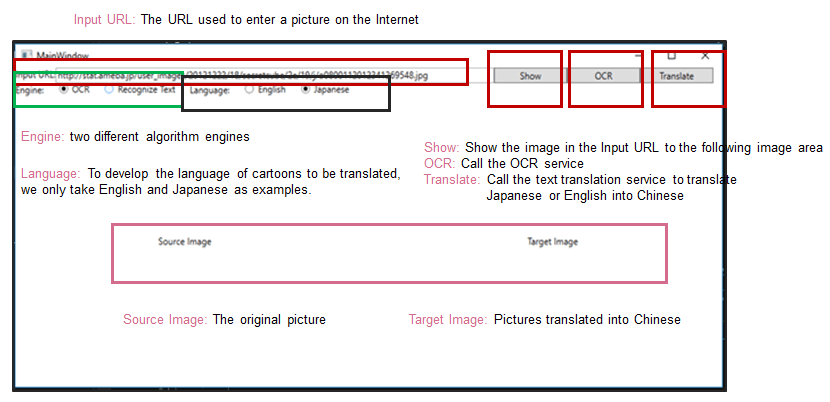 Input URL: The URL used to enter a picture on the Internet
MainWindow
Input URL:
Show
OCR
Translate
Engine: OCR Recognize Text Language: English Japanese
Engine: two different algorithm engines
Show: Show the image in the Input URL to the following image area
OCR: Call the OCR service
Translate: Call the text translation service to translate
Japanese or English into Chinese
Language: To develop the language of cartoons to be translated,
we only take English and Japanese as examples.
Source Image
Target Image
Source Image: The original picture
Target Image: Pictures translated into Chinese